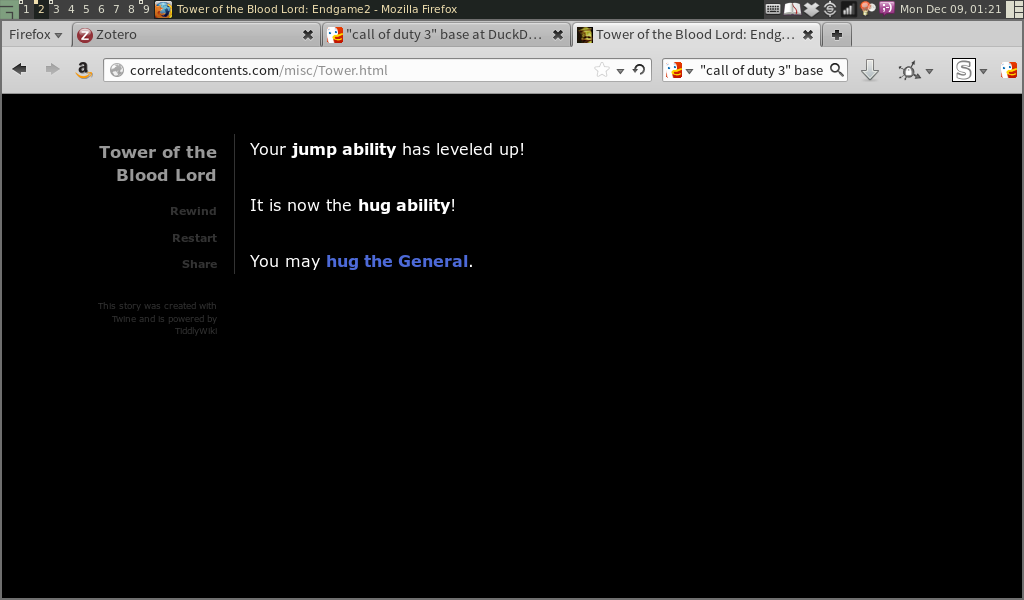 1 2 3 4 5 6 7 8 9 Tower of the Blood Lord: Endgame2 - Mozilla Firefox Mon Dec 09, 01:21
Firefox Zotero "call of duty 3" base at DuckD... Tower of the Blood Lord: Endg...
correlatedcontents.com/misc/Tower.html "call of duty 3" base S
Tower of the
Blood Lord
Rewind
Restart
Share
This story was created with
Twine and is powered by
TiddlyWiki
Your jump ability has leveled up!
It is now the hug ability!
You may hug the General.